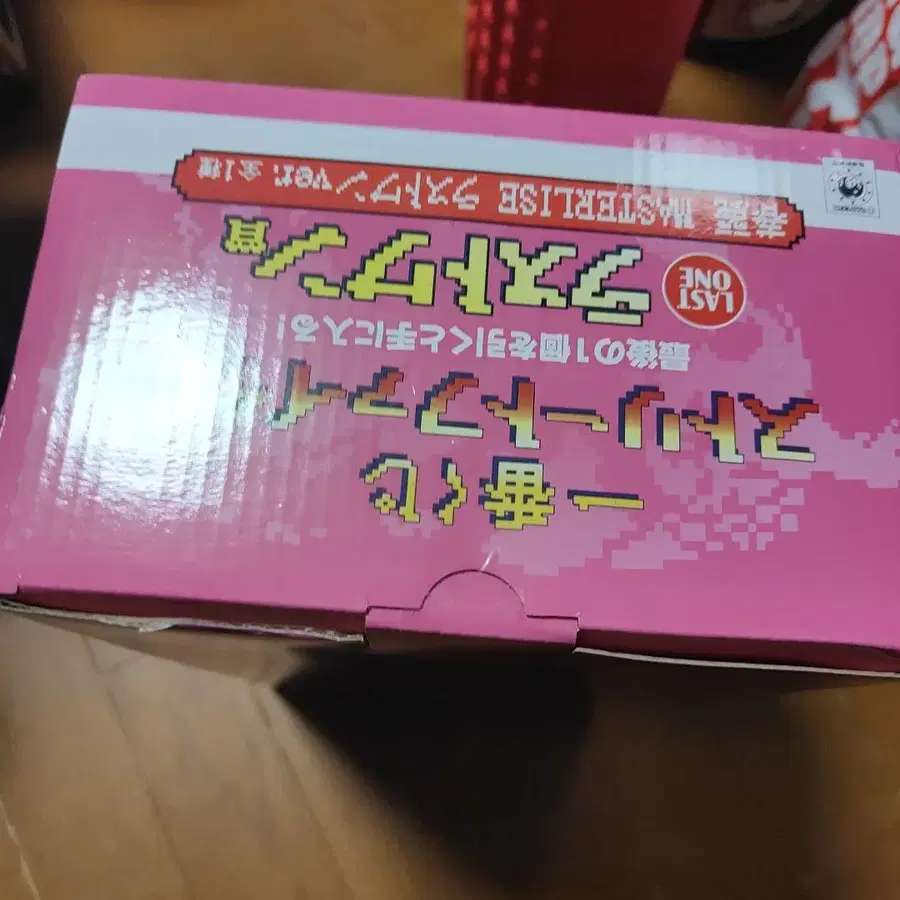 一番くじ
ストリートファイ
最後の1個を引くと手に入る!
LAST
ONE
ラストワン賞
春麗 MASTERLISE ラストワンver. 全1種